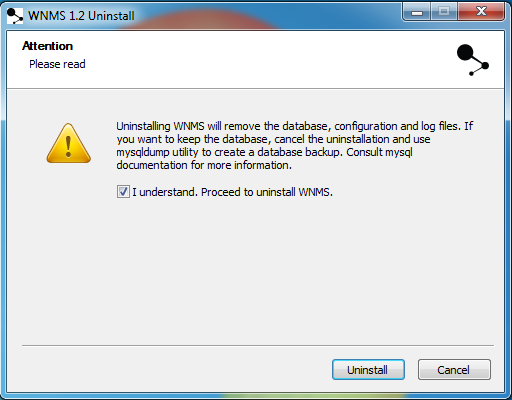 WNMS 1.2 Uninstall
Attention
Please read
Uninstalling WNMS will remove the database, configuration and log files. If
you want to keep the database, cancel the uninstallation and use
mysqldump utility to create a database backup. Consult mysql
documentation for more information.
I understand. Proceed to uninstall WNMS.
Uninstall
Cancel